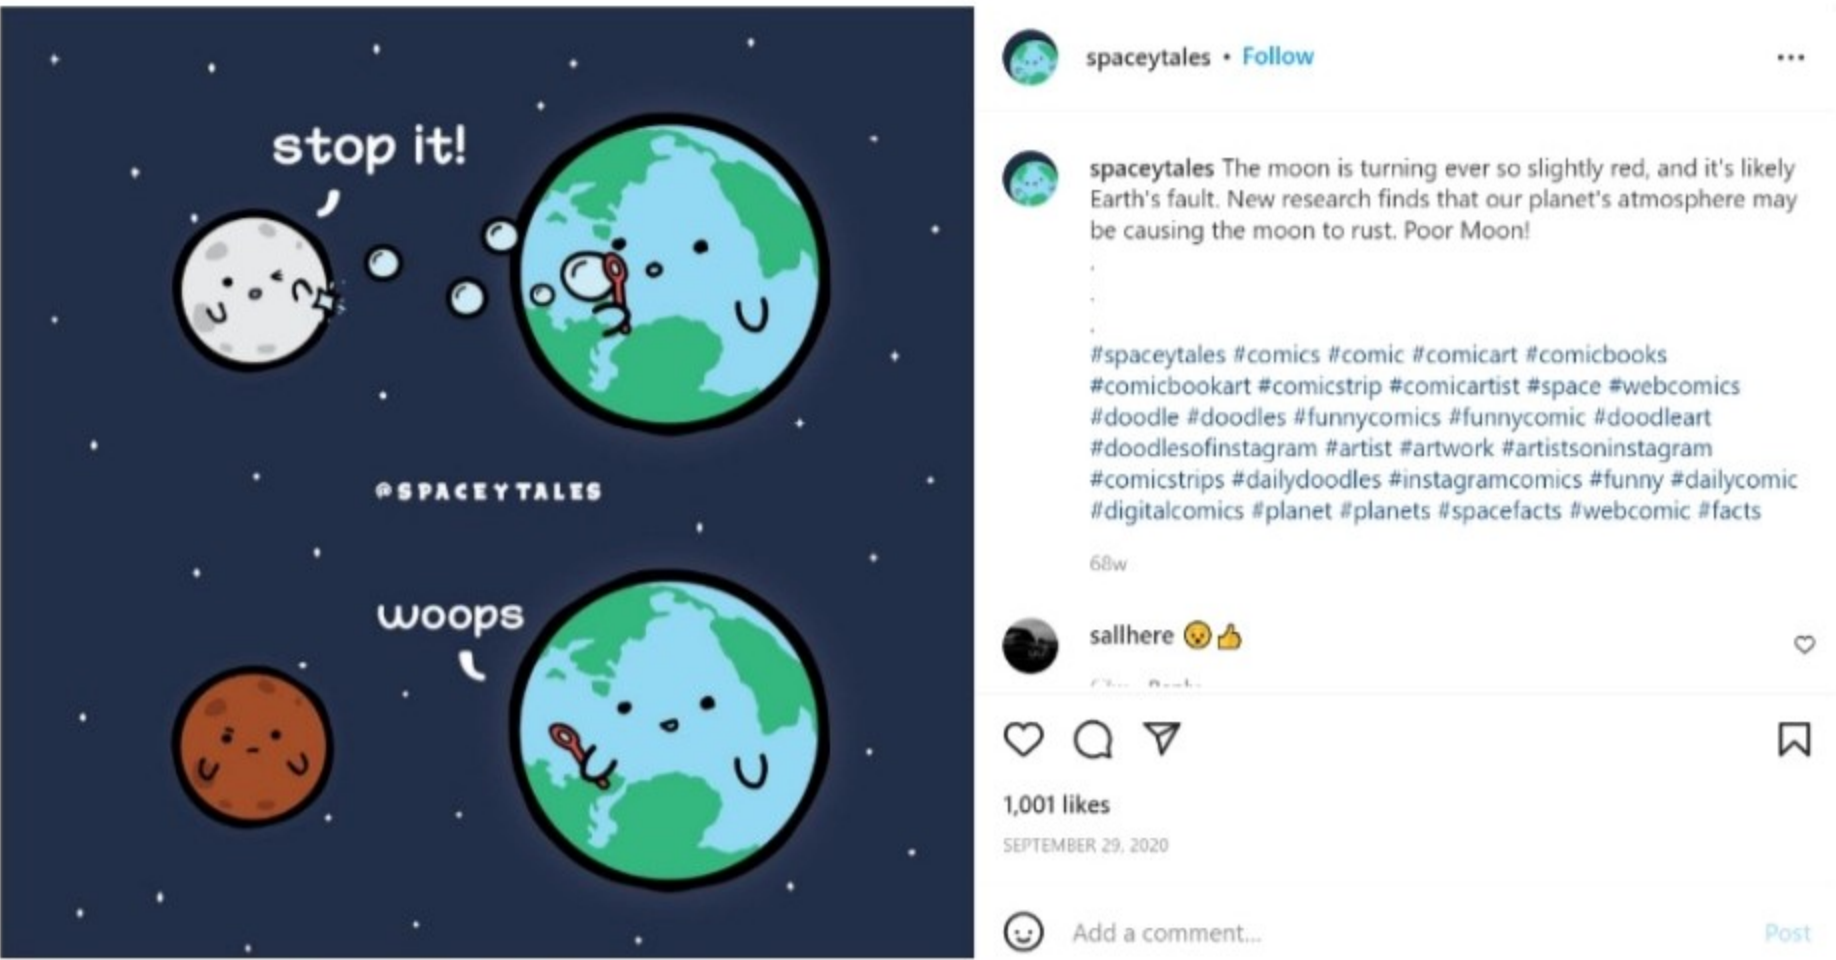 stop it!
@SPACEYTALES
woops
spaceytales • Follow
spaceytales The moon is turning ever so slightly red, and it's likely
Earth's fault. New research finds that our planet's atmosphere may
be causing the moon to rust. Poor Moon!
.
.
.
#spaceytales #comics #comic #comicart #comicbooks
#comicbookart #comicstrip #comicartist #space #webcomics
#doodle #doodles #funnycomics #funnycomic #doodleart
#doodlesofinstagram #artist #artwork #artistsoninstagram
#comicstrips #dailydoodles #instagramcomics #funny #dailycomic
#digitalcomics #planet #planets #spacefacts #webcomic #facts
68w
sallhere 😮👍
Reply
1,001 likes
SEPTEMBER 29, 2020
Add a comment...
Post